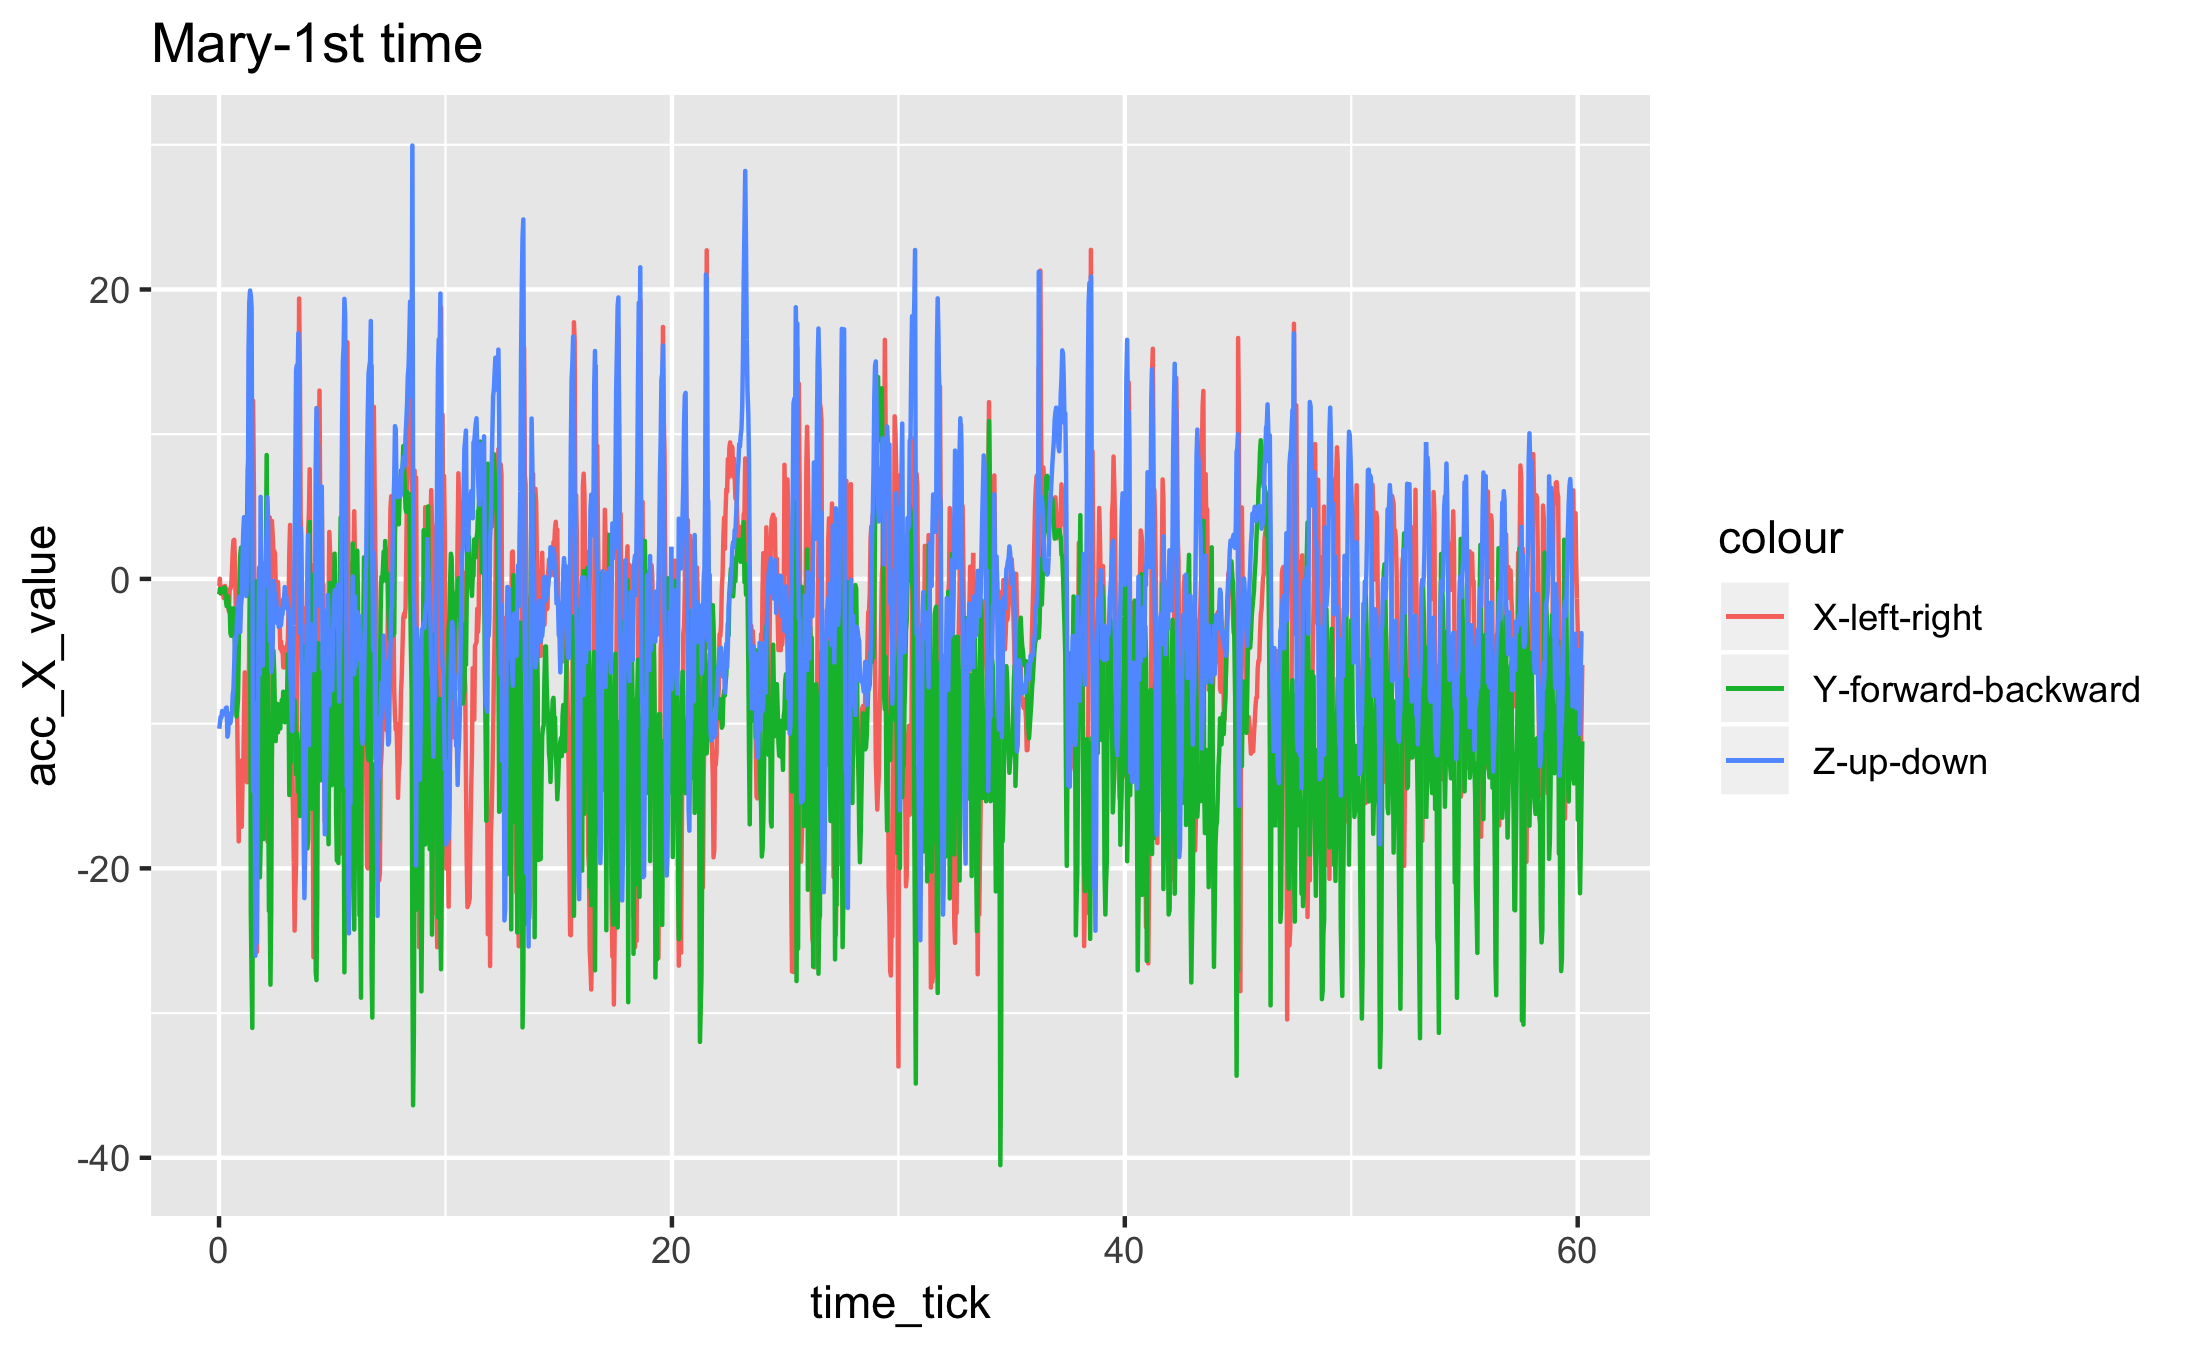 Mary-1st time
acc_X_value
20
0
-20
-40
0 20 40 60
time_tick
colour
X-left-right
Y-forward-backward
Z-up-down